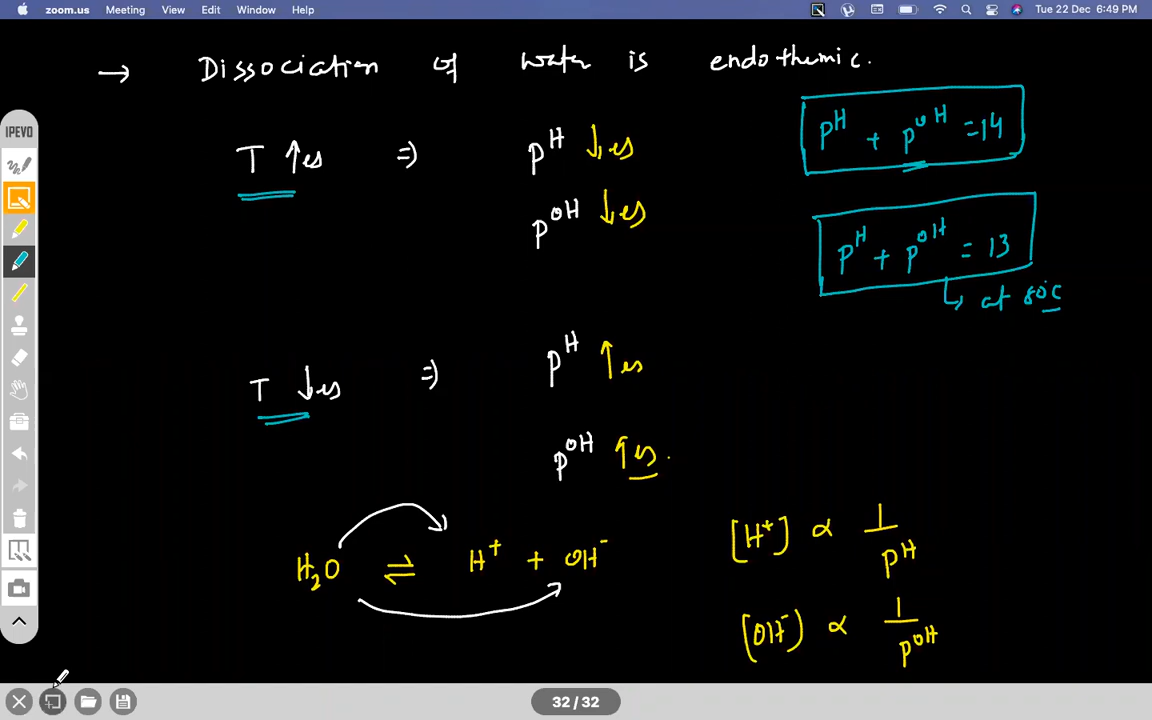 zoom.us Meeting View Edit Window Help Tue 22 Dec 6:49 PM
IPEVO
→ Dissociation of water is endothemic.
pH + pOH = 14
T ↑es ⇒ pH ↓es
pOH ↓es
pH + pOH = 13
↳ at 80°C
T ↓es ⇒ pH ↑es
pOH ↑es.
H₂O ⇌ H⁺ + OH⁻
[H⁺] ∝ 1/pH
[OH⁻] ∝ 1/pOH
32/32